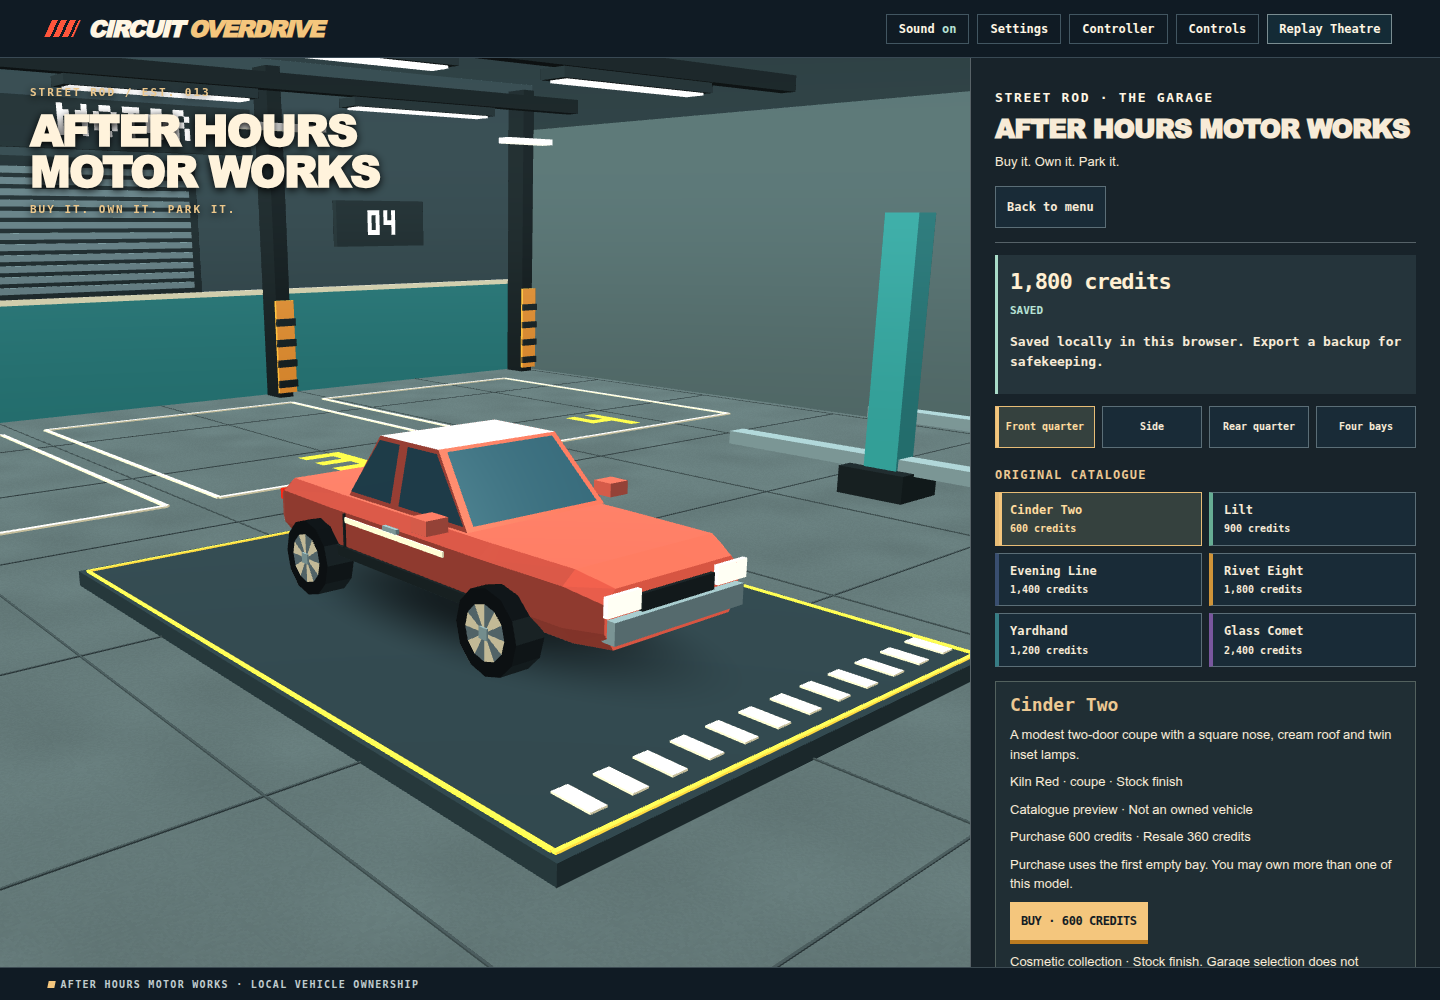 CIRCUIT OVERDRIVE
Sound on
Settings
Controller
Controls
Replay Theatre
STREET ROD / EST. 013
AFTER HOURS
MOTOR WORKS
BUY IT. OWN IT. PARK IT.
04
3
4
STREET ROD · THE GARAGE
AFTER HOURS MOTOR WORKS
Buy it. Own it. Park it.
Back to menu
1,800 credits
SAVED
Saved locally in this browser. Export a backup for
safekeeping.
Front quarter
Side
Rear quarter
Four bays
ORIGINAL CATALOGUE
Cinder Two
600 credits
Lilt
900 credits
Evening Line
1,400 credits
Rivet Eight
1,800 credits
Yardhand
1,200 credits
Glass Comet
2,400 credits
Cinder Two
A modest two-door coupe with a square nose, cream roof and twin
inset lamps.
Kiln Red · coupe · Stock finish
Catalogue preview · Not an owned vehicle
Purchase 600 credits · Resale 360 credits
Purchase uses the first empty bay. You may own more than one of
this model.
BUY · 600 CREDITS
Cosmetic collection · Stock finish. Garage selection does not
AFTER HOURS MOTOR WORKS · LOCAL VEHICLE OWNERSHIP